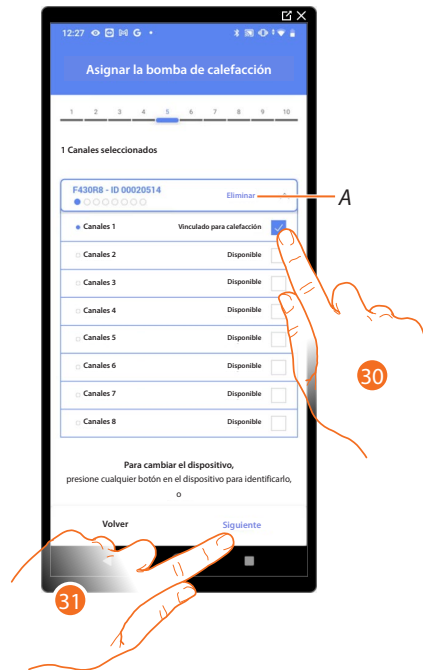 12:27 G
Asignar la bomba de calefacción
1 2 3 4 5 6 7 8 9 10
1 Canales seleccionados
F430R8 - ID 00020514
Eliminar
A
Canales 1 Vinculado para calefacción
Canales 2 Disponible
Canales 3 Disponible
Canales 4 Disponible
Canales 5 Disponible
Canales 6 Disponible
Canales 7 Disponible
Canales 8 Disponible
30
Para cambiar el dispositivo,
presione cualquier botón en el dispositivo para identificarlo,
o
Volver Siguiente
31